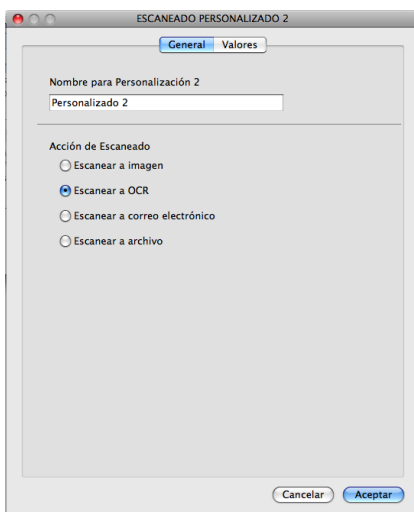 ESCANEADO PERSONALIZADO 2
General Valores
Nombre para Personalización 2
Personalizado 2
Acción de Escaneado
Escanear a imagen
Escanear a OCR
Escanear a correo electrónico
Escanear a archivo
Cancelar Aceptar